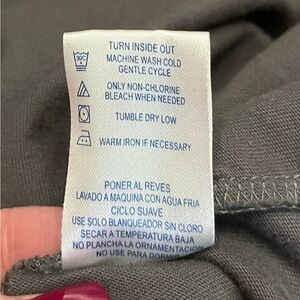 TURN INSIDE OUT
MACHINE WASH COLD
GENTLE CYCLE
ONLY NON-CHLORINE
BLEACH WHEN NEEDED
TUMBLE DRY LOW
WARM IRON IF NECESSARY
PONER AL REVES
LAVADO A MAQUINA CON AGUA FRIA
CICLO SUAVE
USE SOLO BLANQUEADOR SIN CLORO
SECAR A TEMPERATURA BAJA
NO PLANCHA LA ORNAMENTACION
NO USE PARA DORMIR